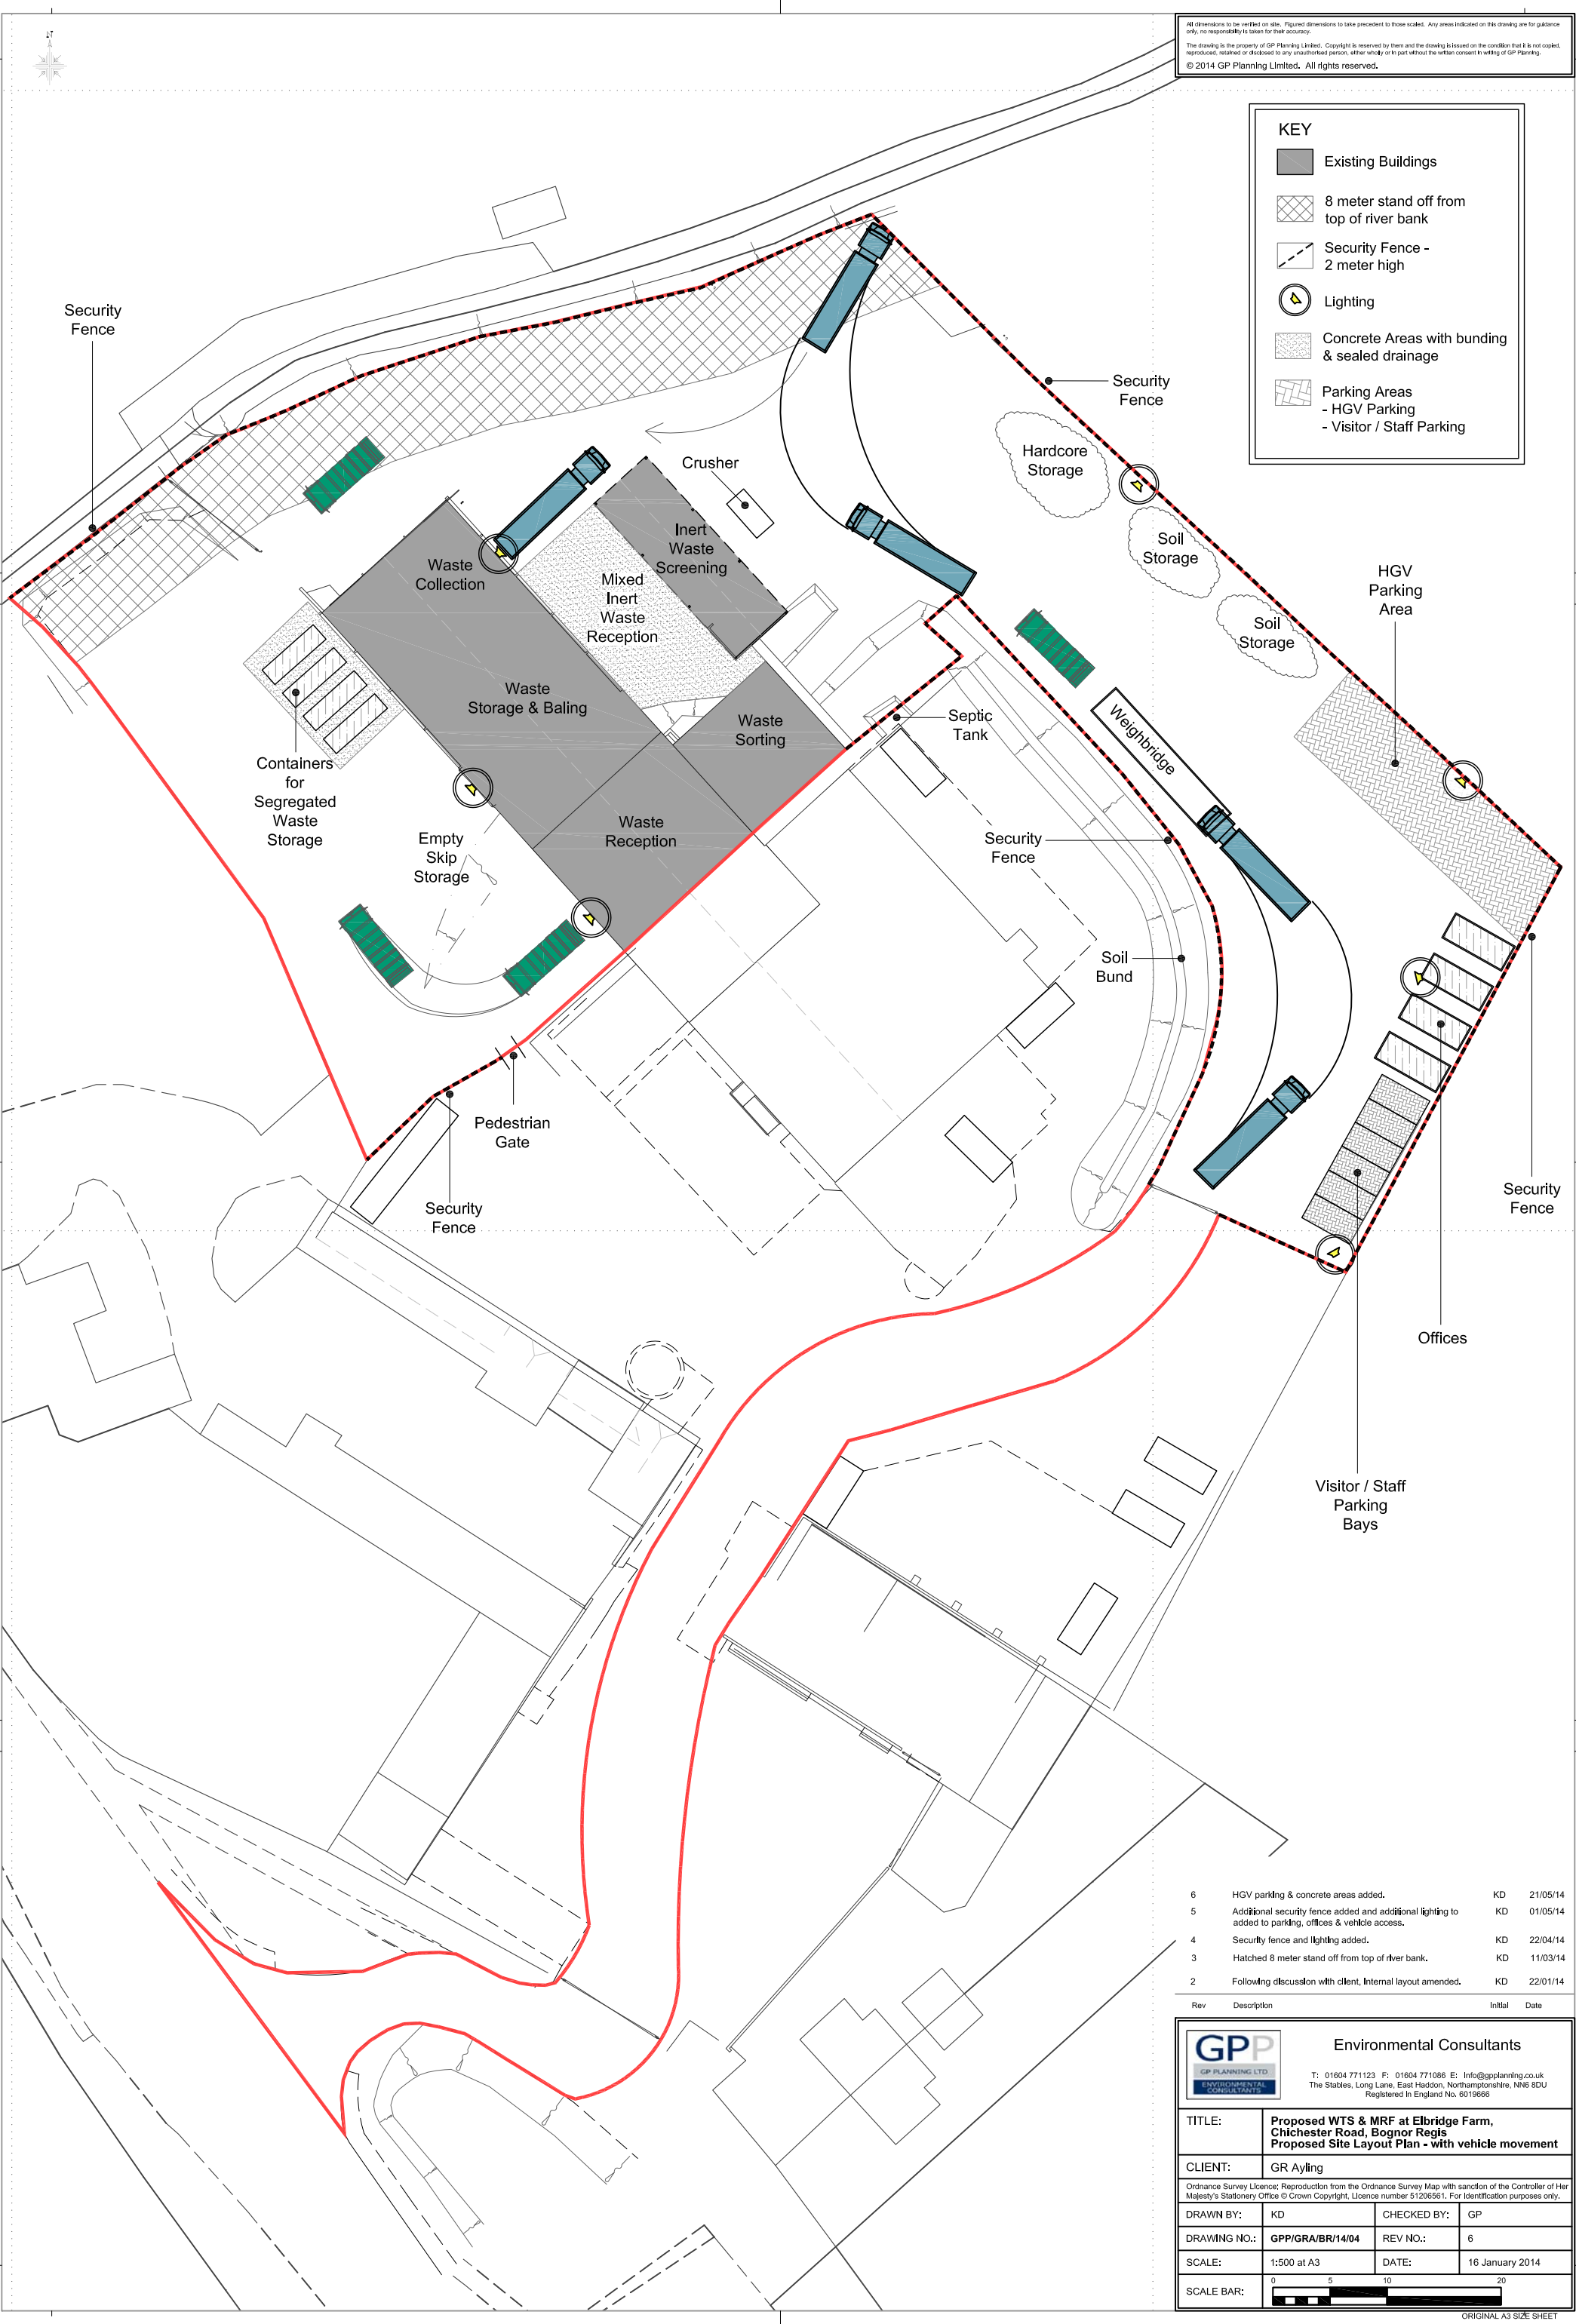 N
All dimensions to be verified on site. Figured dimensions to take precedent to those scaled. Any areas indicated on this drawing are for guidance
only, no responsibility is taken for their accuracy.
The drawing is the property of GP Planning Limited. Copyright is reserved by them and the drawing is issued on the condition that it is not copied,
reproduced, retained or disclosed to any unauthorised person, either wholly or in part without the written consent in writing of GP Planning.
© 2014 GP Planning Limited. All rights reserved.
KEY
Existing Buildings
8 meter stand off from
top of river bank
Security Fence -
2 meter high
Lighting
Concrete Areas with bunding
& sealed drainage
Parking Areas
- HGV Parking
- Visitor / Staff Parking
Security
Fence
Security
Fence
Hardcore
Storage
Crusher
Inert
Waste
Screening
Soil
Storage
Waste
Collection
Mixed
Inert
Waste
Reception
HGV
Parking
Area
Soil
Storage
Waste
Storage & Baling
Waste
Sorting
Septic
Tank
Weighbridge
Containers
for
Segregated
Waste
Storage
Empty
Skip
Storage
Waste
Reception
Security
Fence
Soil
Bund
Pedestrian
Gate
Security
Fence
Security
Fence
Offices
Visitor / Staff
Parking
Bays
6 HGV parking & concrete areas added. KD 21/05/14
5 Additional security fence added and additional lighting to KD 01/05/14
added to parking, offices & vehicle access.
4 Security fence and lighting added. KD 22/04/14
3 Hatched 8 meter stand off from top of river bank. KD 11/03/14
2 Following discussion with client, internal layout amended. KD 22/01/14
Rev Description Initial Date
GPP
GP PLANNING LTD
ENVIRONMENTAL
CONSULTANTS
Environmental Consultants
T: 01604 771123 F: 01604 771086 E: info@gpplanning.co.uk
The Stables, Long Lane, East Haddon, Northamptonshire, NN6 8DU
Registered in England No. 6019666
TITLE: Proposed WTS & MRF at Elbridge Farm,
Chichester Road, Bognor Regis
Proposed Site Layout Plan - with vehicle movement
CLIENT: GR Ayling
Ordnance Survey Licence; Reproduction from the Ordnance Survey Map with sanction of the Controller of Her
Majesty's Stationery Office © Crown Copyright, Licence number 51206561. For identification purposes only.
DRAWN BY: KD CHECKED BY: GP
DRAWING NO.: GPP/GRA/BR/14/04 REV NO.: 6
SCALE: 1:500 at A3 DATE: 16 January 2014
SCALE BAR: 0 5 10 20
ORIGINAL A3 SIZE SHEET